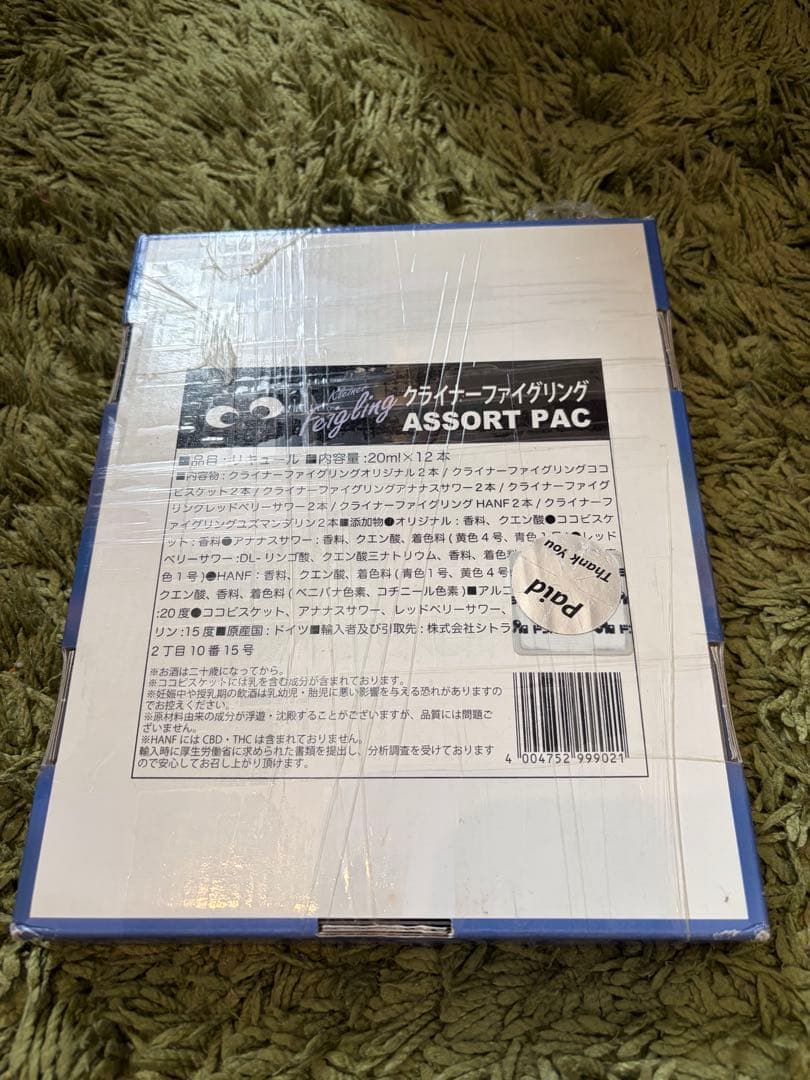 Kleiner
Feigling
クライナーファイグリング
ASSORT PAC
■品目：リキュール ■内容量：20ml×12本
■内容物：クライナーファイグリングオリジナル2本/クライナーファイグリングココ
ビスケット2本/クライナーファイグリングアナナスサワー2本/クライナーファイグ
リングレッドベリーサワー2本/クライナーファイグリングHANF2本/クライナーフ
ァイグリングユズマンダリン2本■添加物●オリジナル：香料、クエン酸●ココビスケ
ット：香料●アナナスサワー：香料、クエン酸、着色料(黄色4号、青色1号)●レッド
ベリーサワー：DL-リンゴ酸、クエン酸三ナトリウム、香料、着色料
色1号)●HANF：香料、クエン酸、着色料(青色1号、黄色4号
クエン酸、香料、着色料(ベニバナ色素、コチニール色素)■アルコ
：20度●ココビスケット、アナナスサワー、レッドベリーサワー、
リン：15度■原産国：ドイツ■輸入者及び引取先：株式会社シトラ
2丁目10番15号
※お酒は二十歳になってから。
※ココビスケットには乳を含む成分が含まれております。
※妊娠中や授乳期の飲酒は乳幼児・胎児に悪い影響を与える恐れがありますの
でお控えください。
※原材料由来の成分が浮遊・沈殿することがございますが、品質には問題ござ
いません。
※HANFにはCBD・THCは含まれておりません。
輸入時に厚生労働省に求められた書類を提出し、分析調査を受けております
ので安心してお召し上がり頂けます。
Paid
Thank You
4 004752 999021